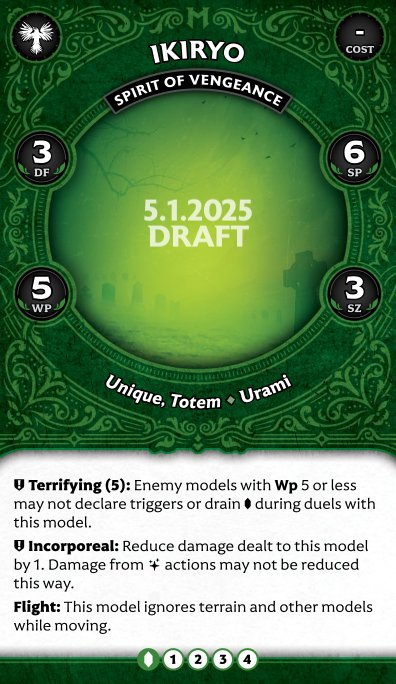 M
IKIRYO
-
COST
SPIRIT OF VENGEANCE
3
DF
6
SP
5.1.2025
DRAFT
5
WP
3
SZ
Unique, Totem ⬥ Urami
Terrifying (5): Enemy models with Wp 5 or less
may not declare triggers or drain during duels with
this model.
Incorporeal: Reduce damage dealt to this model
by 1. Damage from actions may not be reduced
this way.
Flight: This model ignores terrain and other models
while moving.
1 2 3 4